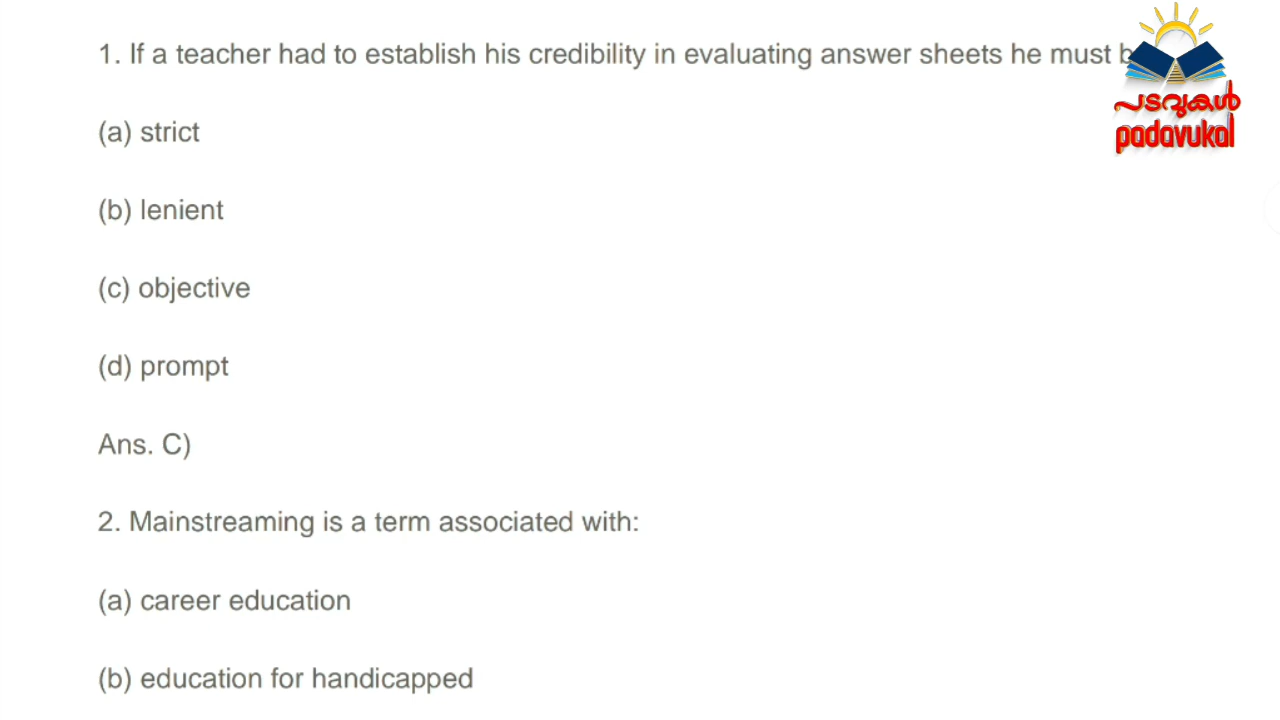 1. If a teacher had to establish his credibility in evaluating answer sheets he must
പടവുകൾ
padavukal
(a) strict
(b) lenient
(c) objective
(d) prompt
Ans. C)
2. Mainstreaming is a term associated with:
(a) career education
(b) education for handicapped